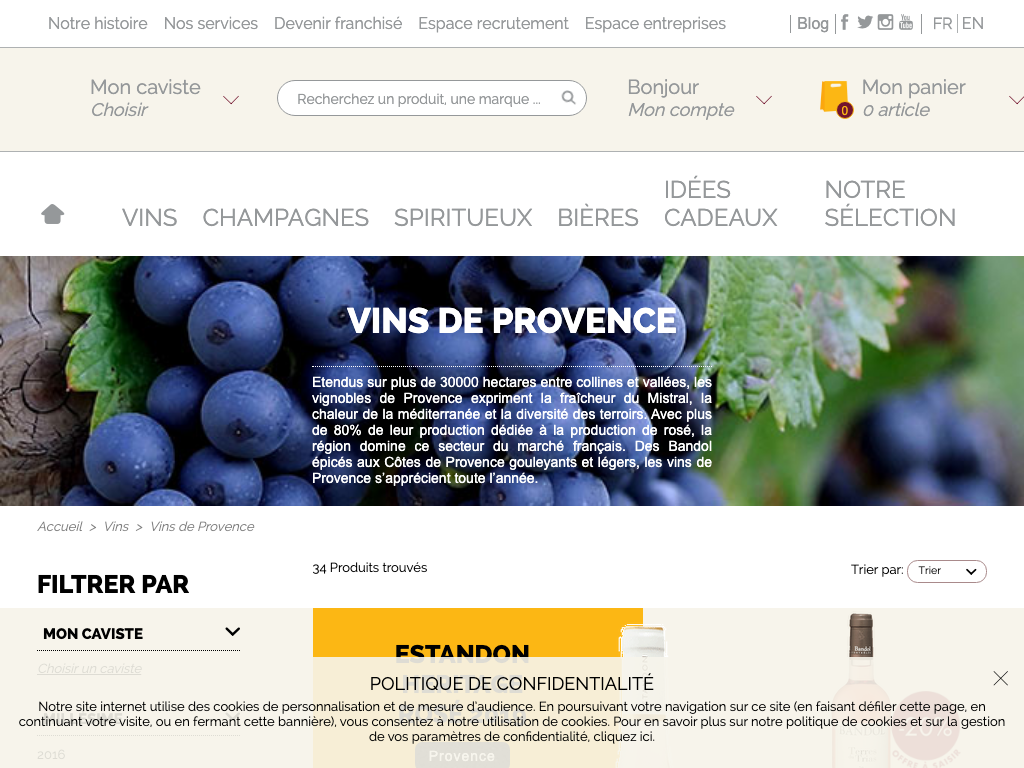 Notre histoire Nos services Devenir franchisé Espace recrutement Espace entreprises Blog FR EN
Mon caviste
Choisir
Recherchez un produit, une marque ...
Bonjour
Mon compte
0
Mon panier
0 article
VINS CHAMPAGNES SPIRITUEUX BIÈRES IDÉES CADEAUX NOTRE SÉLECTION
VINS DE PROVENCE
Etendus sur plus de 30000 hectares entre collines et vallées, les
vignobles de Provence expriment la fraîcheur du Mistral, la
chaleur de la méditerranée et la diversité des terroirs. Avec plus
de 80% de leur production dédiée à la production de rosé, la
région domine ce secteur du marché français. Des Bandol
épicés aux Côtes de Provence gouleyants et légers, les vins de
Provence s'apprécient toute l'année.
Accueil > Vins > Vins de Provence
FILTRER PAR
34 Produits trouvés
Trier par: Trier
MON CAVISTE
Choisir un caviste
MILLÉSIME
2016
ESTANDON
HERITAGE
Provence
Bandol
BANDOL
-20%
OFFRE À SAISIR
POLITIQUE DE CONFIDENTIALITÉ
Notre site internet utilise des cookies de personnalisation et de mesure d'audience. En poursuivant votre navigation sur ce site (en faisant défiler cette page, en
continuant votre visite, ou en fermant cette bannière), vous consentez à notre utilisation de cookies. Pour en savoir plus sur notre politique de cookies et sur la gestion
de vos paramètres de confidentialité, cliquez ici.